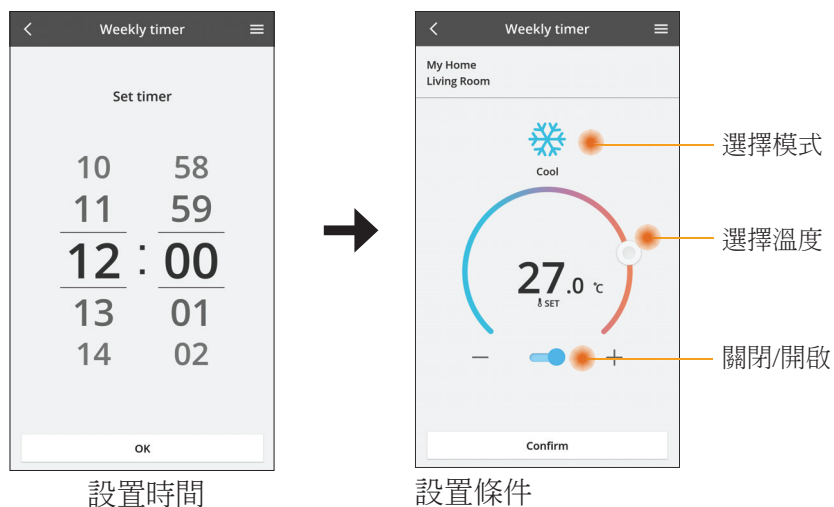 Weekly timer
Set timer
10 58
11 59
12 : 00
13 01
14 02
OK
設置時間
Weekly timer
My Home
Living Room
Cool
27.0 °C
SET
− +
Confirm
選擇模式
選擇溫度
關閉/開啟
設置條件